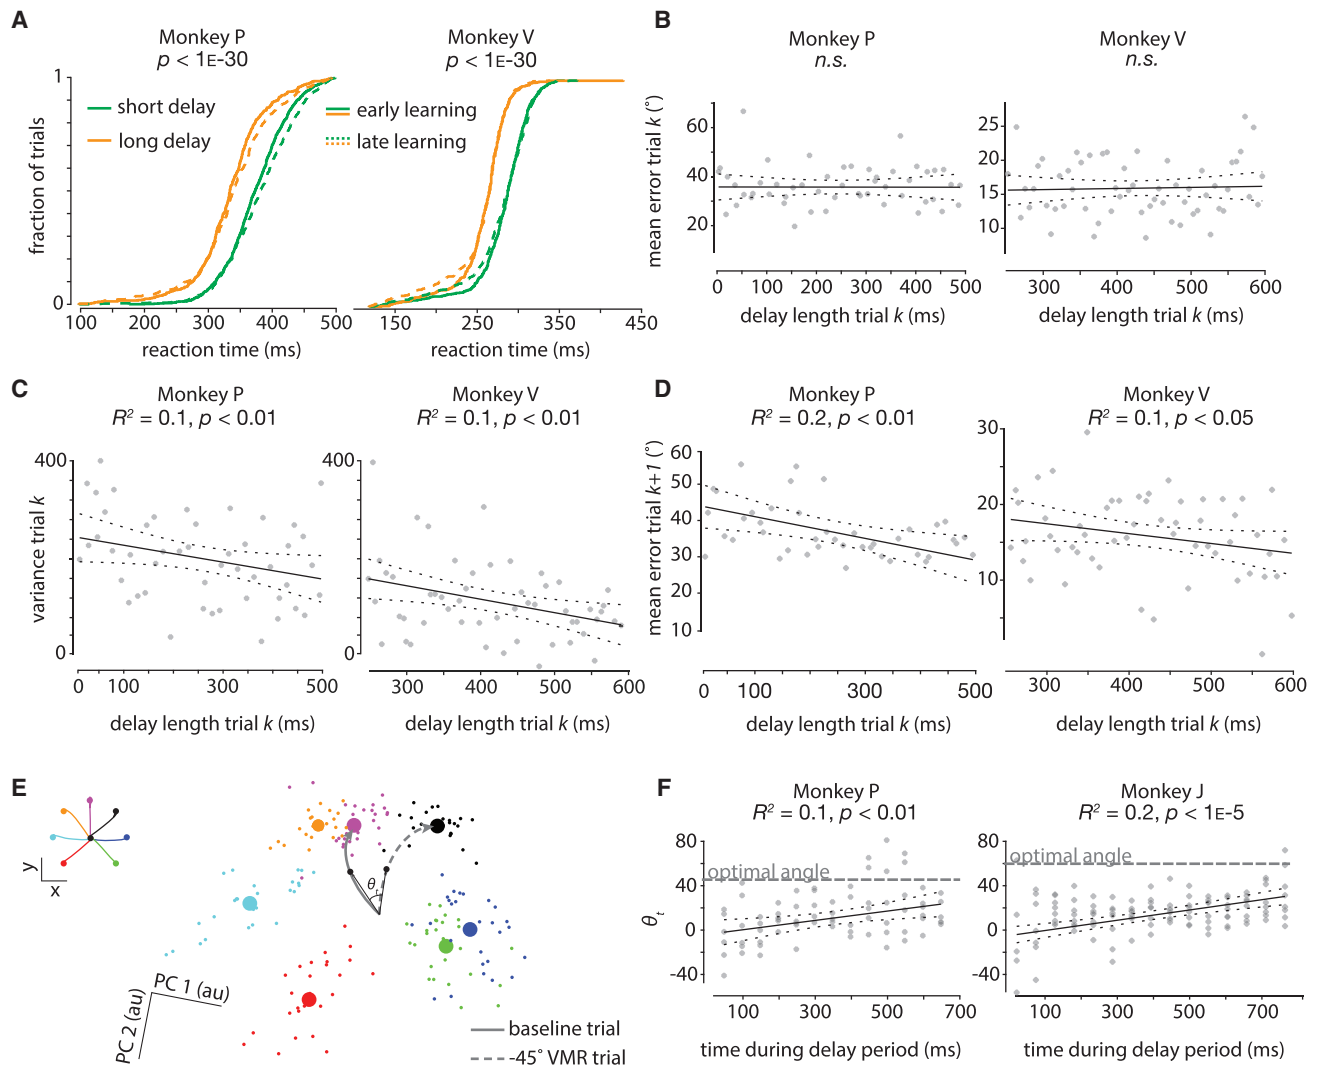 A
Monkey P
p < 1E-30
Monkey V
p < 1E-30
fraction of trials
1
0
short delay
long delay
early learning
late learning
100 200 300 400 500
reaction time (ms)
150 250 350 450
reaction time (ms)
B
Monkey P
n.s.
Monkey V
n.s.
mean error trial k (°)
60
40
20
0 100 200 300 400 500
delay length trial k (ms)
25
20
15
10
300 400 500 600
delay length trial k (ms)
C
Monkey P
R² = 0.1, p < 0.01
Monkey V
R² = 0.1, p < 0.01
variance trial k
400
0
0 100 300 500
delay length trial k (ms)
400
0
300 400 500 600
delay length trial k (ms)
D
Monkey P
R² = 0.2, p < 0.01
Monkey V
R² = 0.1, p < 0.05
mean error trial k+1 (°)
60
50
40
30
20
10
0 100 300 500
delay length trial k (ms)
30
20
10
300 400 500 600
delay length trial k (ms)
E
y
x
θt
PC 1 (au)
PC 2 (au)
baseline trial
-45° VMR trial
F
Monkey P
R² = 0.1, p < 0.01
Monkey J
R² = 0.2, p < 1E-5
θt
80
40
0
-40
optimal angle
100 300 500 700
time during delay period (ms)
80
40
0
-40
optimal angle
100 300 500 700
time during delay period (ms)